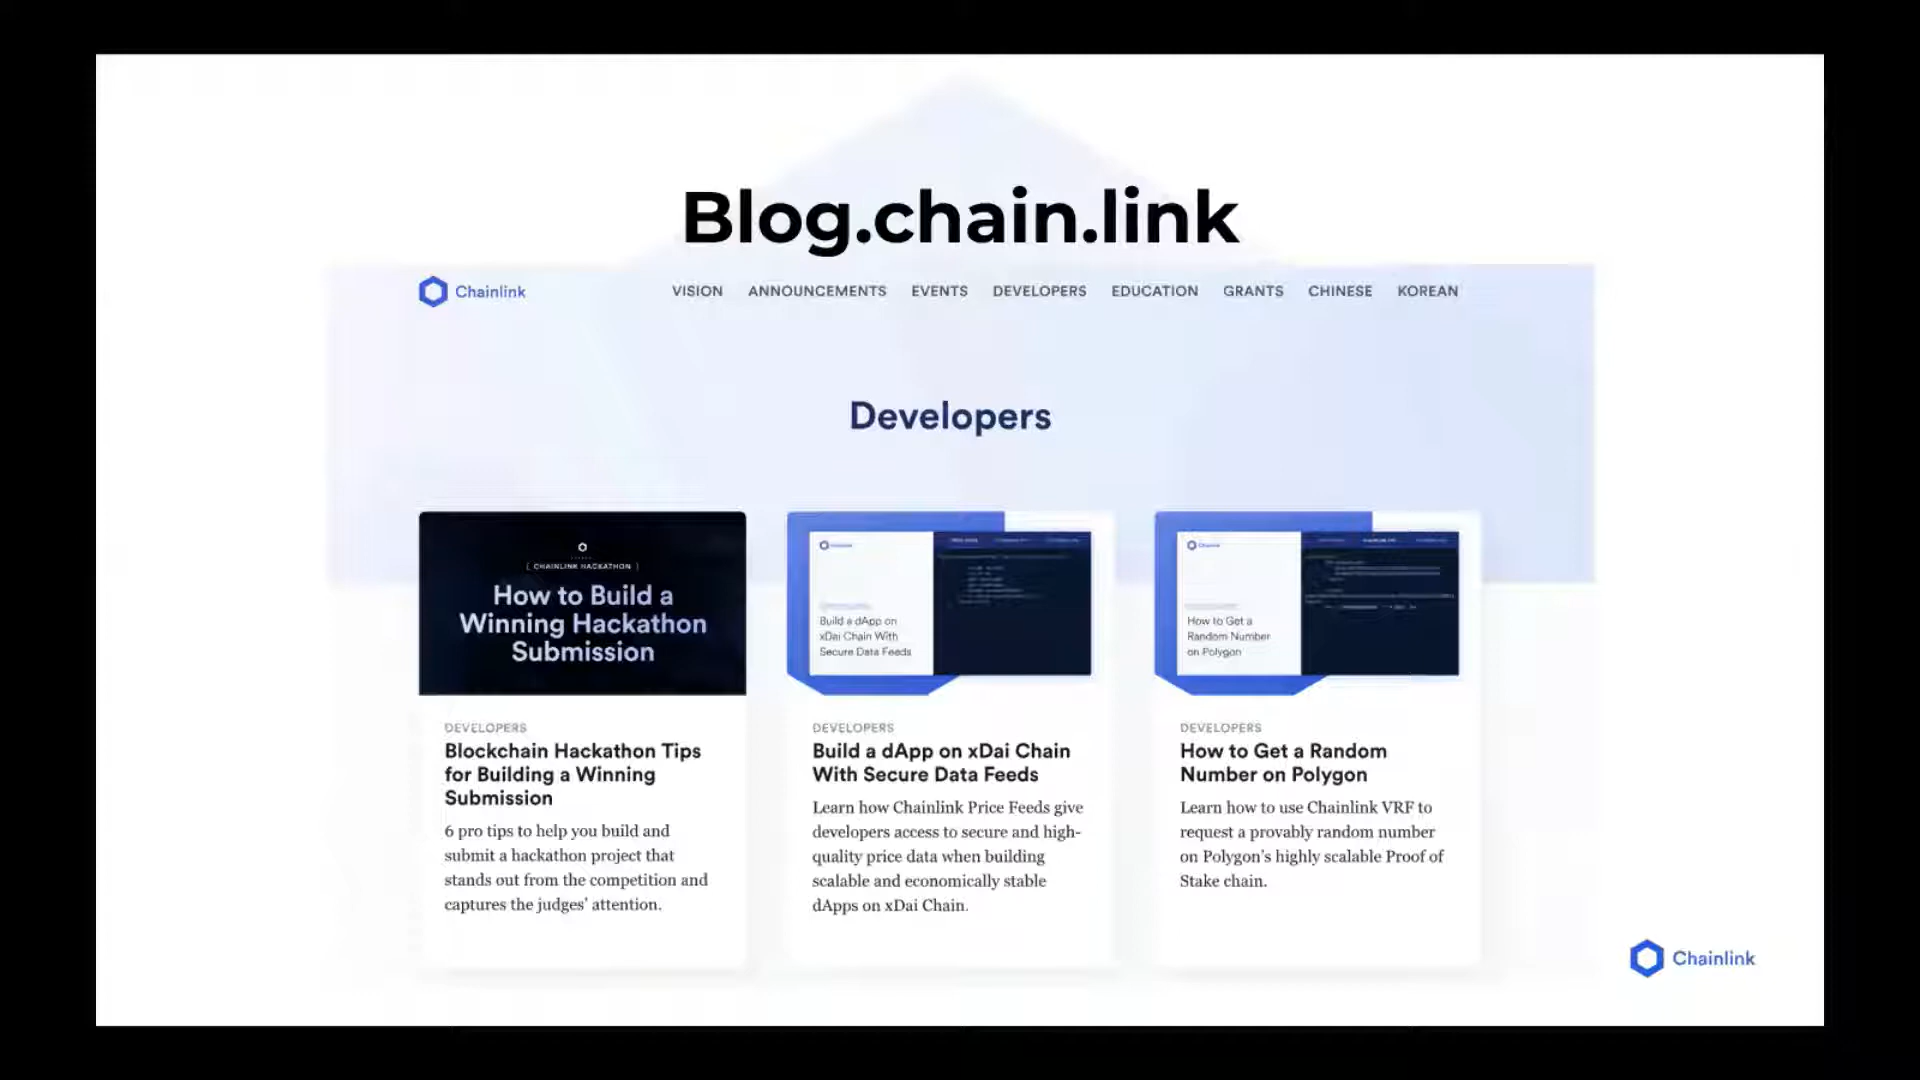 Blog.chain.link
Chainlink
VISION ANNOUNCEMENTS EVENTS DEVELOPERS EDUCATION GRANTS CHINESE KOREAN
Developers
[ CHAINLINK HACKATHON ]
How to Build a
Winning Hackathon
Submission
DEVELOPERS
Blockchain Hackathon Tips
for Building a Winning
Submission
6 pro tips to help you build and
submit a hackathon project that
stands out from the competition and
captures the judges' attention.
Chainlink
Build a dApp on
xDai Chain With
Secure Data Feeds
DEVELOPERS
Build a dApp on xDai Chain
With Secure Data Feeds
Learn how Chainlink Price Feeds give
developers access to secure and high-
quality price data when building
scalable and economically stable
dApps on xDai Chain.
Chainlink
How to Get a
Random Number
on Polygon
DEVELOPERS
How to Get a Random
Number on Polygon
Learn how to use Chainlink VRF to
request a provably random number
on Polygon's highly scalable Proof of
Stake chain.
Chainlink